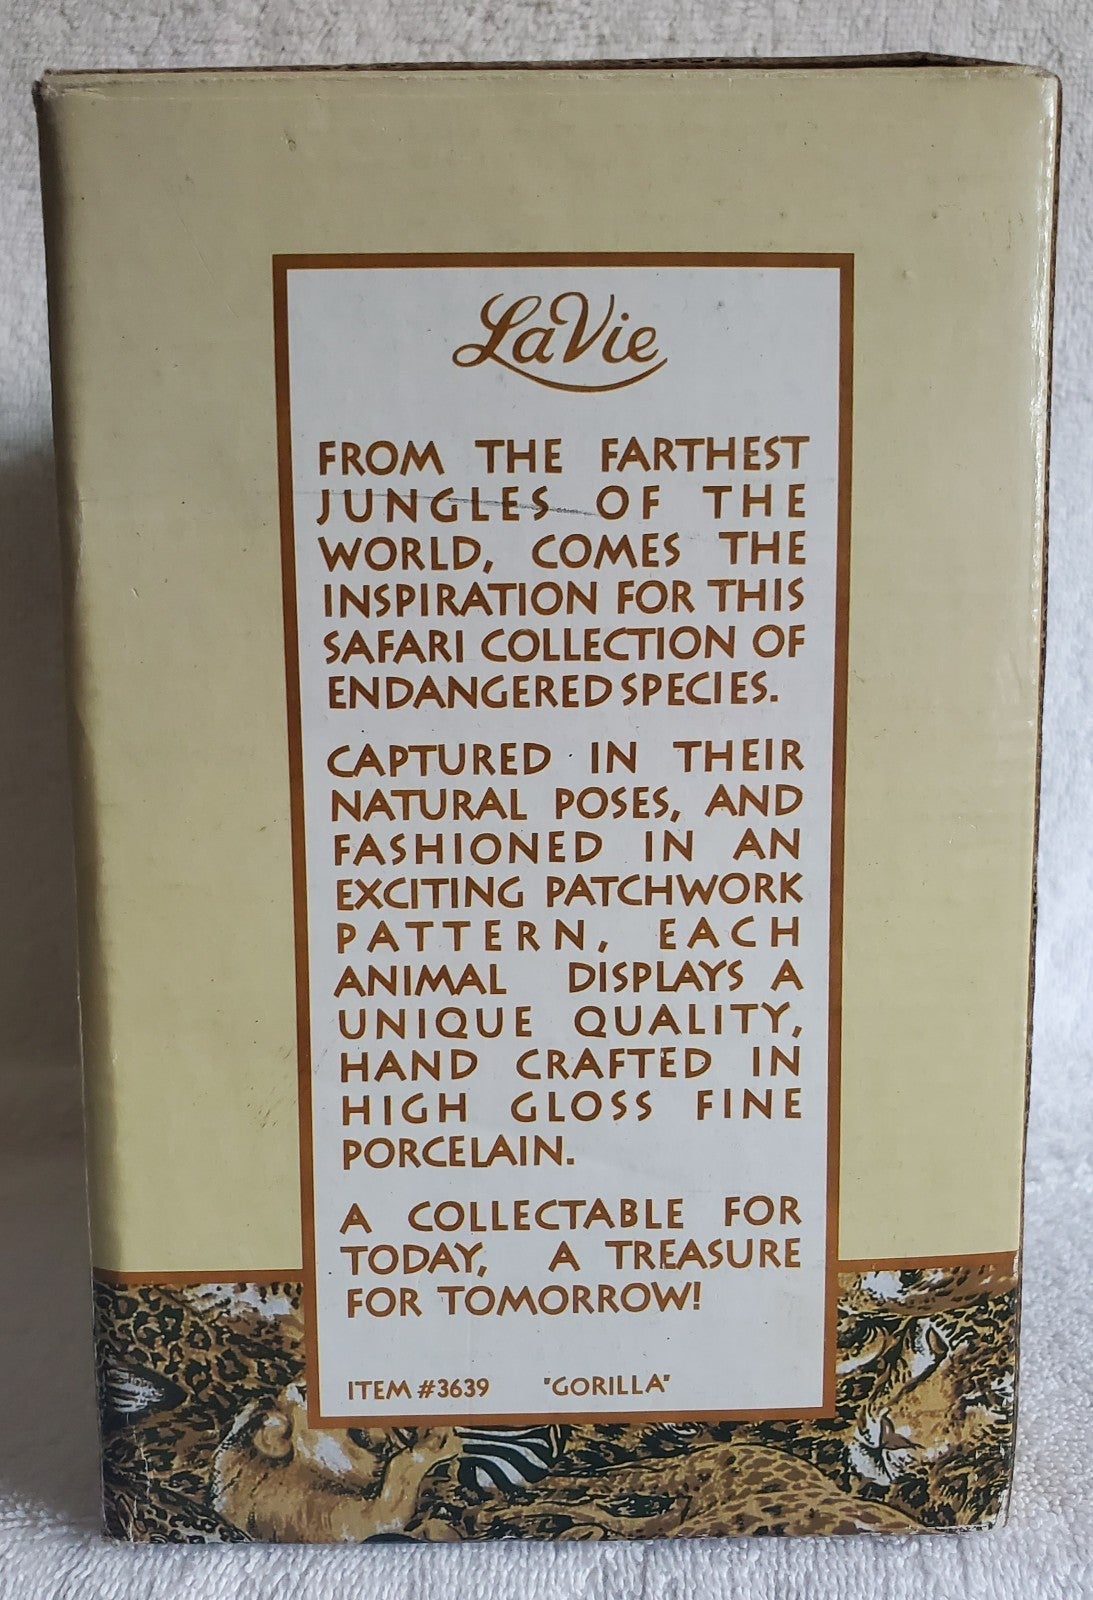 LaVie
FROM THE FARTHEST
JUNGLES OF THE
WORLD, COMES THE
INSPIRATION FOR THIS
SAFARI COLLECTION OF
ENDANGERED SPECIES.
CAPTURED IN THEIR
NATURAL POSES, AND
FASHIONED IN AN
EXCITING PATCHWORK
PATTERN, EACH
ANIMAL DISPLAYS A
UNIQUE QUALITY,
HAND CRAFTED IN
HIGH GLOSS FINE
PORCELAIN.
A COLLECTABLE FOR
TODAY, A TREASURE
FOR TOMORROW!
ITEM #3639 "GORILLA"